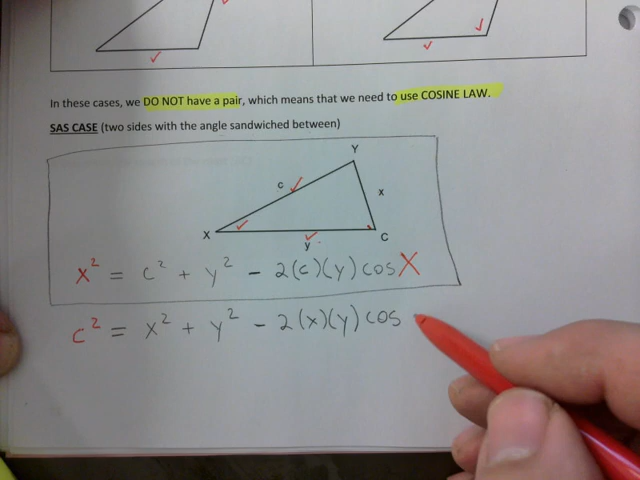 In these cases, we DO NOT have a pair, which means that we need to use COSINE LAW.
SAS CASE (two sides with the angle sandwiched between)
Y
c
x
X
y
C
x² = c² + y² - 2(c)(y) cos X
c² = x² + y² - 2(x)(y) cos